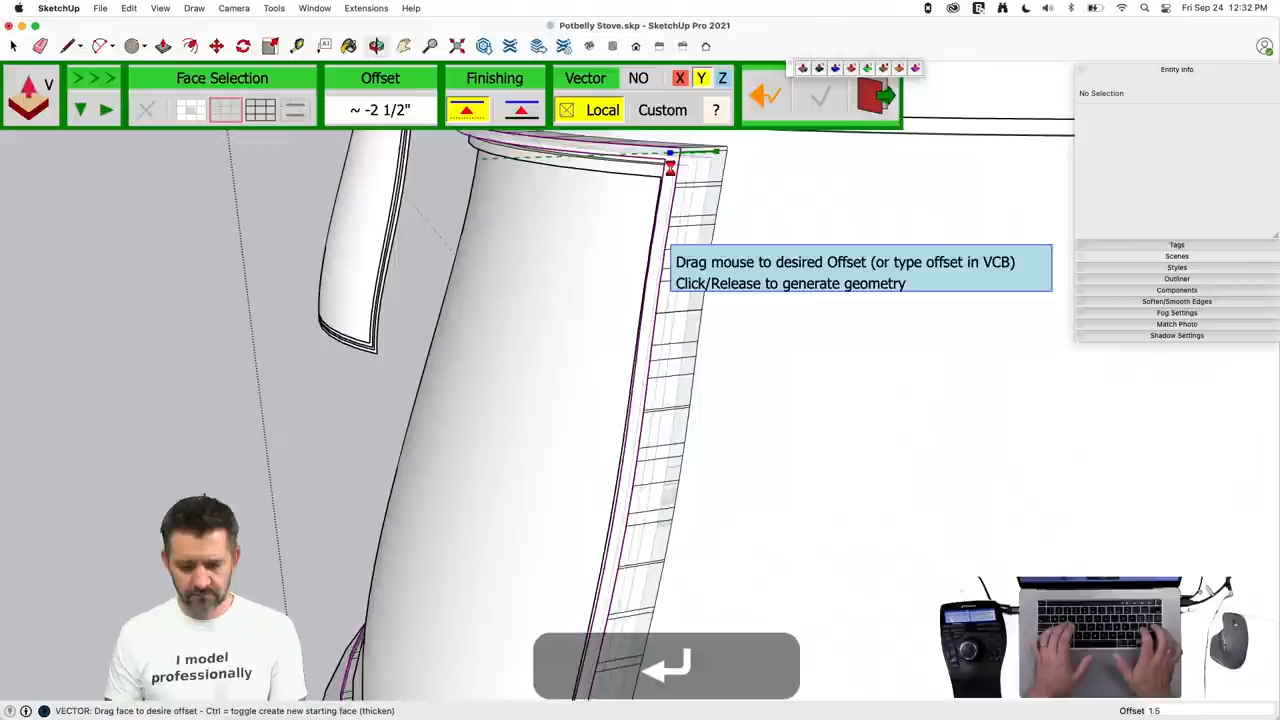 SketchUp File Edit View Draw Camera Tools Window Extensions Help Fri Sep 24 12:32 PM
Potbelly Stove.skp - SketchUp Pro 2021
V >>> Face Selection Offset Finishing Vector NO X Y Z
~ -2 1/2" Local Custom ?
Entity Info
No Selection
Tags
Scenes
Styles
Outliner
Components
Soften/Smooth Edges
Fog Settings
Match Photo
Shadow Settings
Drag mouse to desired Offset (or type offset in VCB)
Click/Release to generate geometry
I model
professionally
VECTOR: Drag face to desire offset - Ctrl = toggle create new starting face (thicken) Offset 1.5